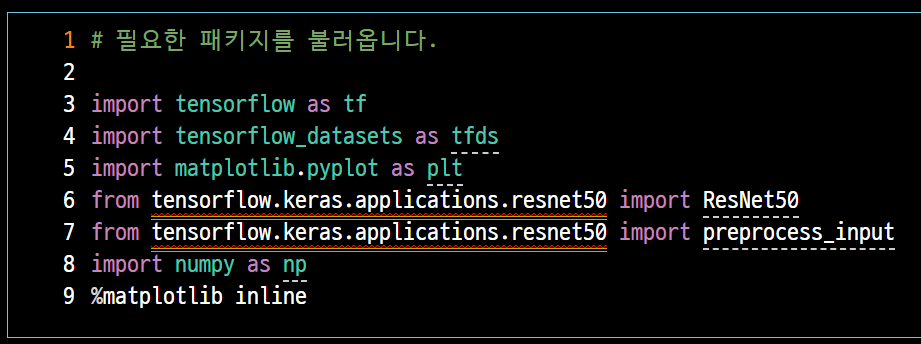 1 # 필요한 패키지를 불러옵니다.
2
3 import tensorflow as tf
4 import tensorflow_datasets as tfds
5 import matplotlib.pyplot as plt
6 from tensorflow.keras.applications.resnet50 import ResNet50
7 from tensorflow.keras.applications.resnet50 import preprocess_input
8 import numpy as np
9 %matplotlib inline